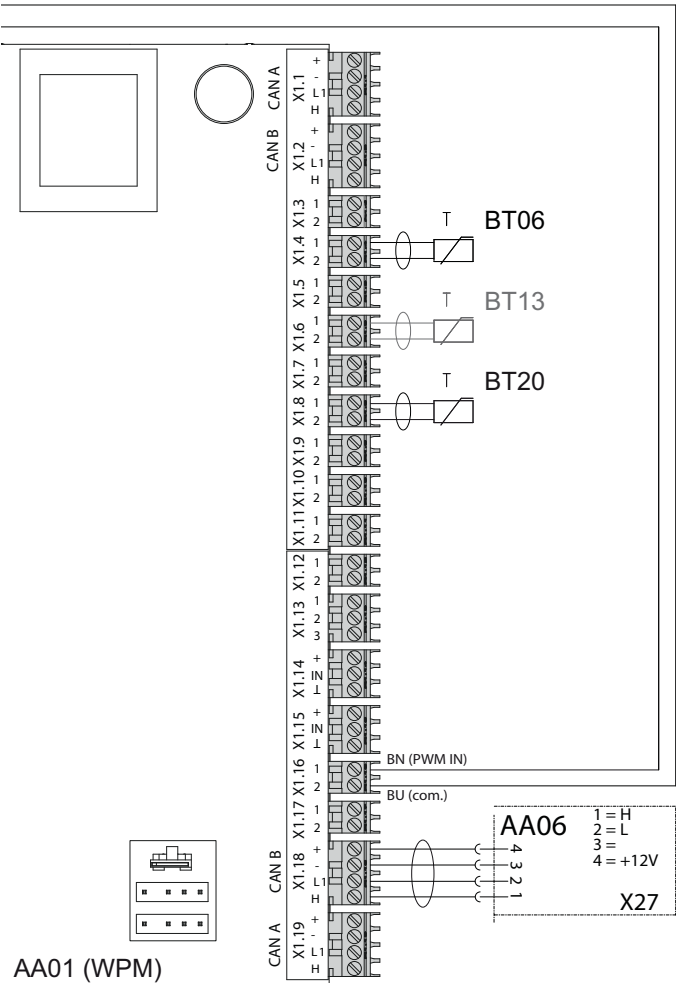 CAN A
X1.1
+
-
L1
H
CAN B
X1.2
+
-
L1
H
X1.3
1
2
X1.4
1
2
T BT06
X1.5
1
2
X1.6
1
2
T BT13
X1.7
1
2
X1.8
1
2
T BT20
X1.9
1
2
X1.10
1
2
X1.11
1
2
X1.12
1
2
X1.13
1
2
3
X1.14
+
IN
⊥
X1.15
+
IN
⊥
X1.16
1
2
BN (PWM IN)
BU (com.)
X1.17
1
2
CAN B
X1.18
+
-
L1
H
4
3
2
1
AA06
1 = H
2 = L
3 =
4 = +12V
X27
CAN A
X1.19
+
-
L1
H
AA01 (WPM)